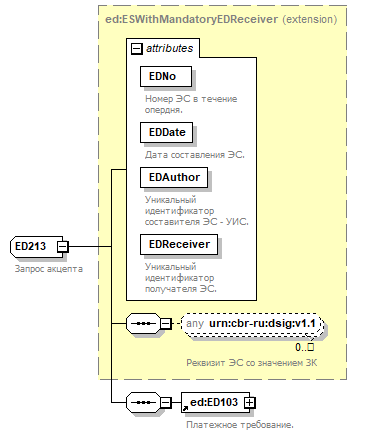 ed:ESWithMandatoryEDReceiver (extension)
attributes
EDNo
Номер ЭС в течение
опердня.
EDDate
Дата составления ЭС.
EDAuthor
Уникальный
идентификатор
составителя ЭС - УИС.
EDReceiver
Уникальный
идентификатор
получателя ЭС.
ED213
Запрос акцепта
any urn:cbr-ru:dsig:v1.1
0..□
Реквизит ЭС со значением ЗК
ed:ED103
Платежное требование.